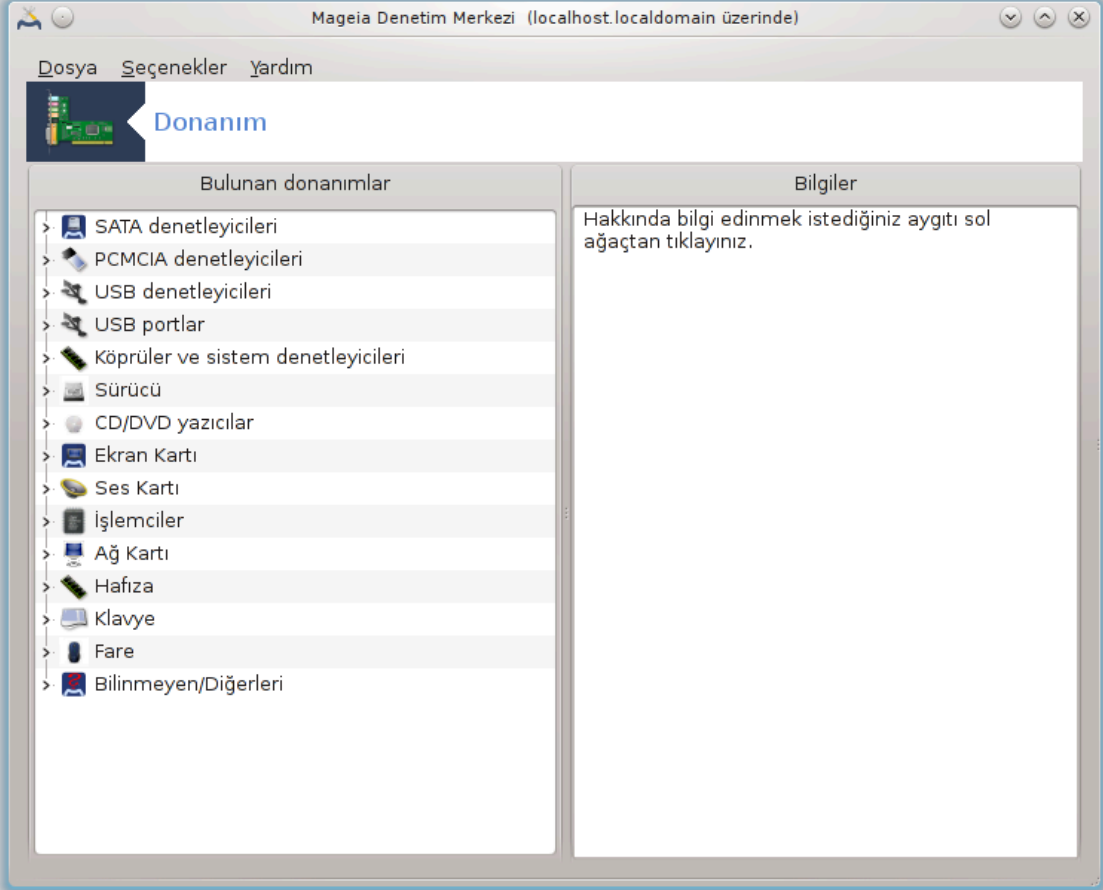 Mageia Denetim Merkezi (localhost.localdomain üzerinde)
Dosya Seçenekler Yardım
Donanım
Bulunan donanımlar
SATA denetleyicileri
PCMCIA denetleyicileri
USB denetleyicileri
USB portlar
Köprüler ve sistem denetleyicileri
Sürücü
CD/DVD yazıcılar
Ekran Kartı
Ses Kartı
İşlemciler
Ağ Kartı
Hafıza
Klavye
Fare
Bilinmeyen/Diğerleri
Bilgiler
Hakkında bilgi edinmek istediğiniz aygıtı sol
ağaçtan tıklayınız.